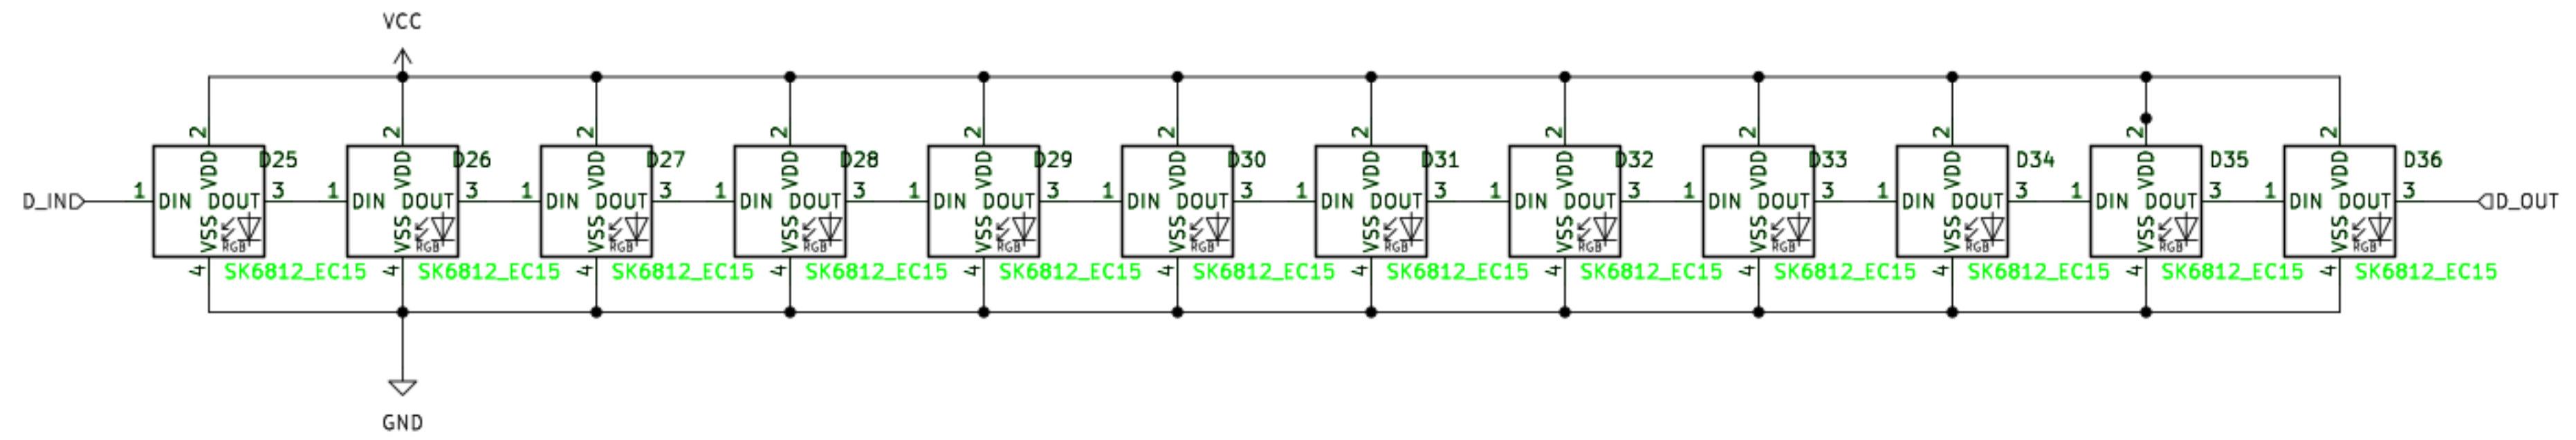 VCC
2 2 2 2 2 2 2 2 2 2 2 2
D25 D26 D27 D28 D29 D30 D31 D32 D33 D34 D35 D36
VDD VDD VDD VDD VDD VDD VDD VDD VDD VDD VDD VDD
D_IN 1 DIN DOUT 3 1 DIN DOUT 3 1 DIN DOUT 3 1 DIN DOUT 3 1 DIN DOUT 3 1 DIN DOUT 3 1 DIN DOUT 3 1 DIN DOUT 3 1 DIN DOUT 3 1 DIN DOUT 3 1 DIN DOUT 3 1 DIN DOUT 3 D_OUT
VSS RGB VSS RGB VSS RGB VSS RGB VSS RGB VSS RGB VSS RGB VSS RGB VSS RGB VSS RGB VSS RGB VSS RGB
4 SK6812_EC15 4 SK6812_EC15 4 SK6812_EC15 4 SK6812_EC15 4 SK6812_EC15 4 SK6812_EC15 4 SK6812_EC15 4 SK6812_EC15 4 SK6812_EC15 4 SK6812_EC15 4 SK6812_EC15 4 SK6812_EC15
GND